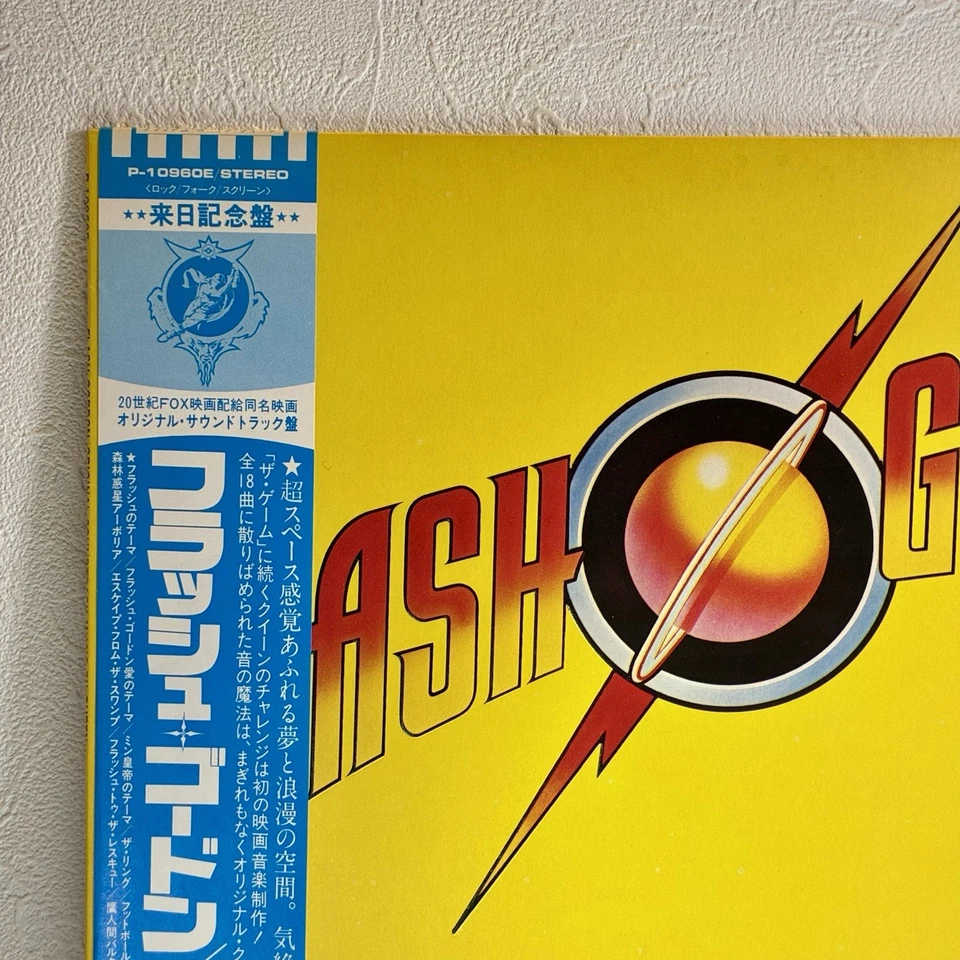 P-10960E/STEREO
〈ロック/フォーク/スクリーン〉
★★来日記念盤★★
20世紀FOX映画配給同名映画
オリジナル・サウンドトラック盤
★超スペース感覚あふれる夢と浪漫の空間。気絶
「ザ・ゲーム」に続くクイーンのチャレンジは初の映画音楽制作!
全18曲に散りばめられた音の魔法は、まぎれもなくオリジナル・ク
フラッシュ・ゴードン/
★フラッシュのテーマ/フラッシュ・ゴードン愛のテーマ/ミン皇帝のテーマ/ザ・リング/フットボール
森林惑星アーボリア/エスケイプ・フロム・ザ・スワンプ/フラッシュ・トゥ・ザ・レスキュー/鷹人間バル
ASH G